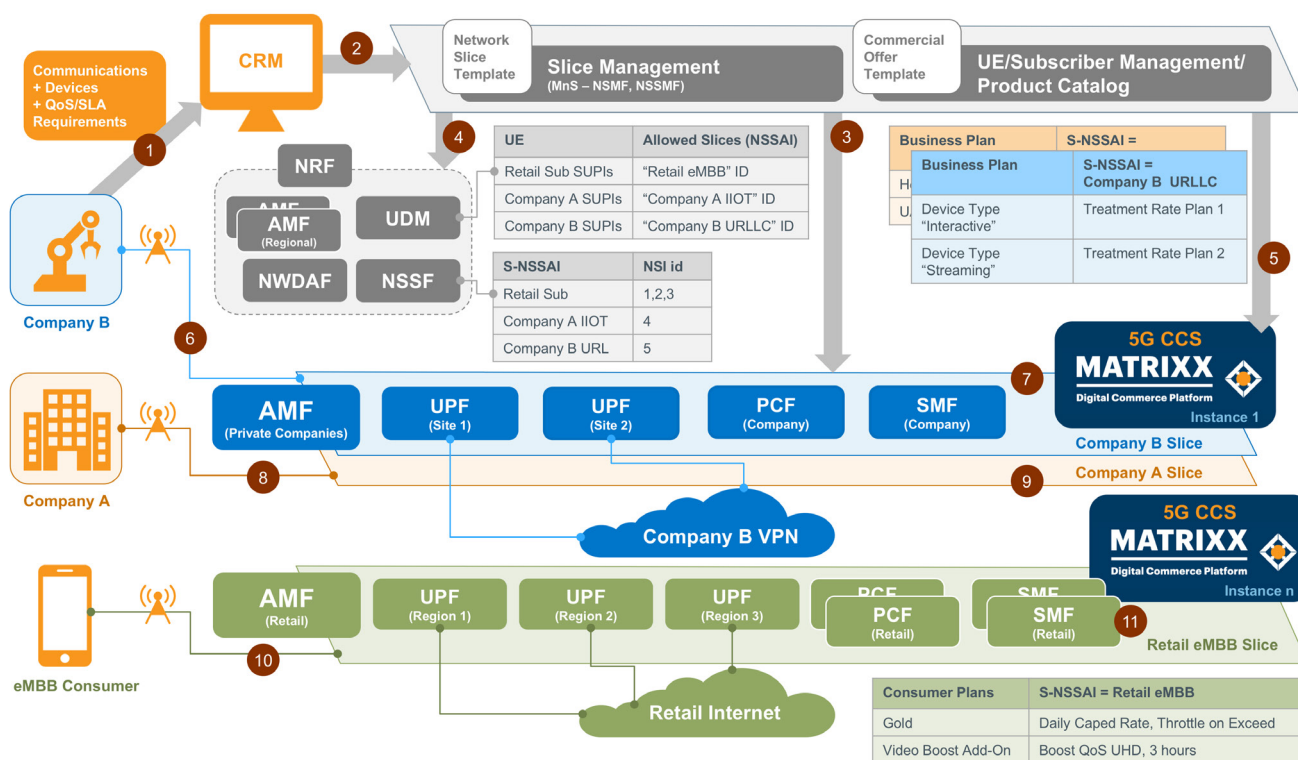 Communications
+ Devices
+ QoS/SLA
Requirements
CRM
1
2
Network
Slice
Template
Slice Management
(MnS – NSMF, NSSMF)
Commercial
Offer
Template
UE/Subscriber Management/
Product Catalog
4
3
5
NRF
AMF
AMF
(Regional)
UDM
NWDAF
NSSF
UE
Allowed Slices (NSSAI)
Retail Sub SUPIs
“Retail eMBB” ID
Company A SUPIs
“Company A IIOT” ID
Company B SUPIs
“Company B URLLC” ID
S-NSSAI
NSI id
Retail Sub
1,2,3
Company A IIOT
4
Company B URL
5
Business Plan
S-NSSAI =
Business Plan
S-NSSAI =
Company B URLLC
Device Type
“Interactive”
Treatment Rate Plan 1
Device Type
“Streaming”
Treatment Rate Plan 2
Company B
6
AMF
(Private Companies)
UPF
(Site 1)
UPF
(Site 2)
PCF
(Company)
SMF
(Company)
7
5G CCS
MATRIXX
Digital Commerce Platform
Instance 1
Company B Slice
Company A
8
Company A Slice
9
Company B VPN
5G CCS
MATRIXX
Digital Commerce Platform
Instance n
eMBB Consumer
10
AMF
(Retail)
UPF
(Region 1)
UPF
(Region 2)
UPF
(Region 3)
PCF
PCF
(Retail)
SMF
SMF
(Retail)
11
Retail eMBB Slice
Retail Internet
Consumer Plans
S-NSSAI = Retail eMBB
Gold
Daily Caped Rate, Throttle on Exceed
Video Boost Add-On
Boost QoS UHD, 3 hours